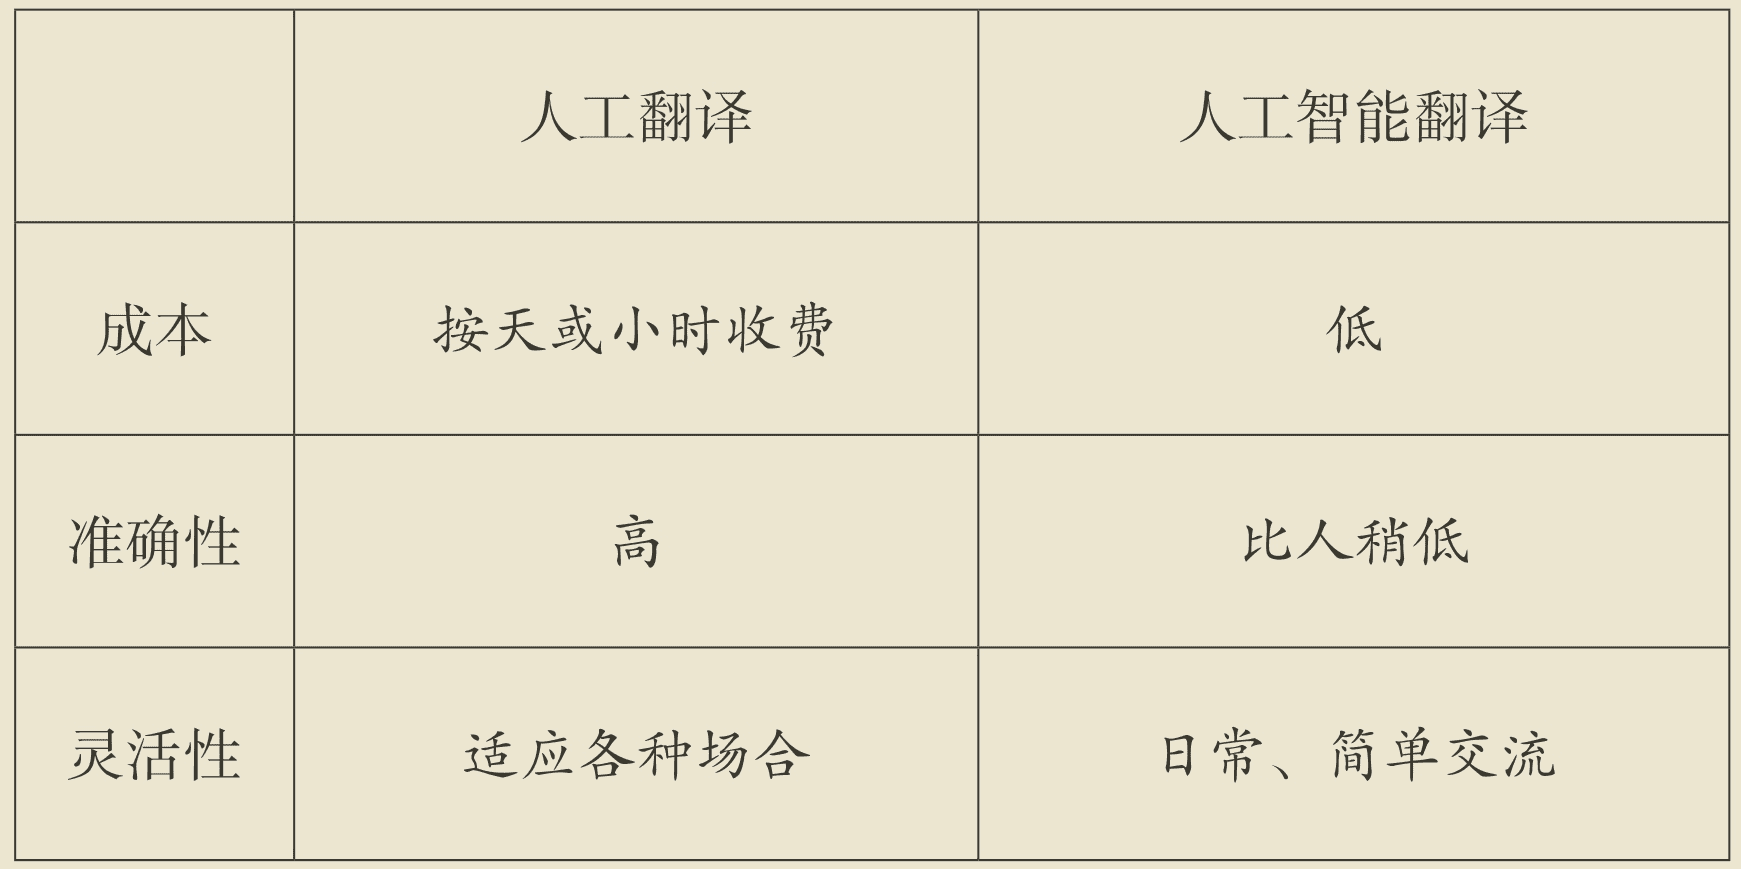 人工翻译 人工智能翻译
成本 按天或小时收费 低
准确性 高 比人稍低
灵活性 适应各种场合 日常、简单交流